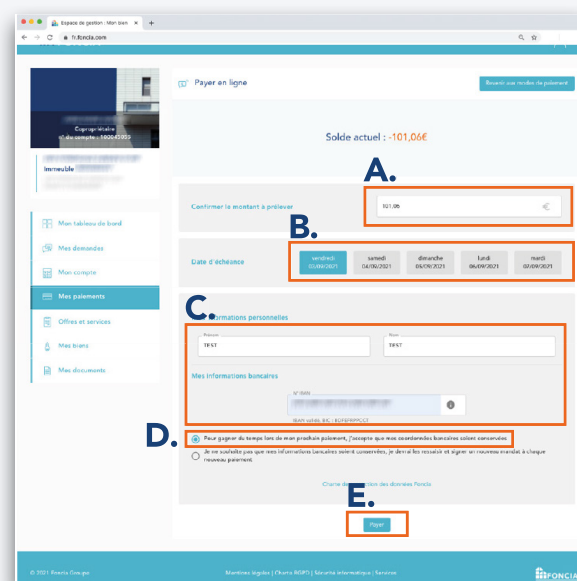 Espace de gestion : Mon bien
fr.foncia.com
Payer en ligne
Revenir aux modes de paiement
Copropriétaire
Immeuble
Solde actuel : -101,06€
A.
Confirmer le montant à prélever
101,06 €
B.
Date d'échéance
vendredi 03/09/2021
samedi 04/09/2021
dimanche 05/09/2021
lundi 06/09/2021
mardi 07/09/2021
Mon tableau de bord
Mes demandes
Mon compte
Mes paiements
Offres et services
Mes biens
Mes documents
C.
informations personnelles
Prénom
TEST
Nom
TEST
Mes informations bancaires
N° IBAN
D.
Pour gagner du temps lors de mon prochain paiement, j'accepte que mes coordonnées bancaires soient conservées
Je ne souhaite pas que mes informations bancaires soient conservées, je devrai les ressaisir et signer un nouveau mandat à chaque
nouveau paiement
des données Foncia
E.
Payer
© 2021 Foncia Groupe
Mentions légales | Charte RGPD | Sécurité informatique | Services
FONCIA